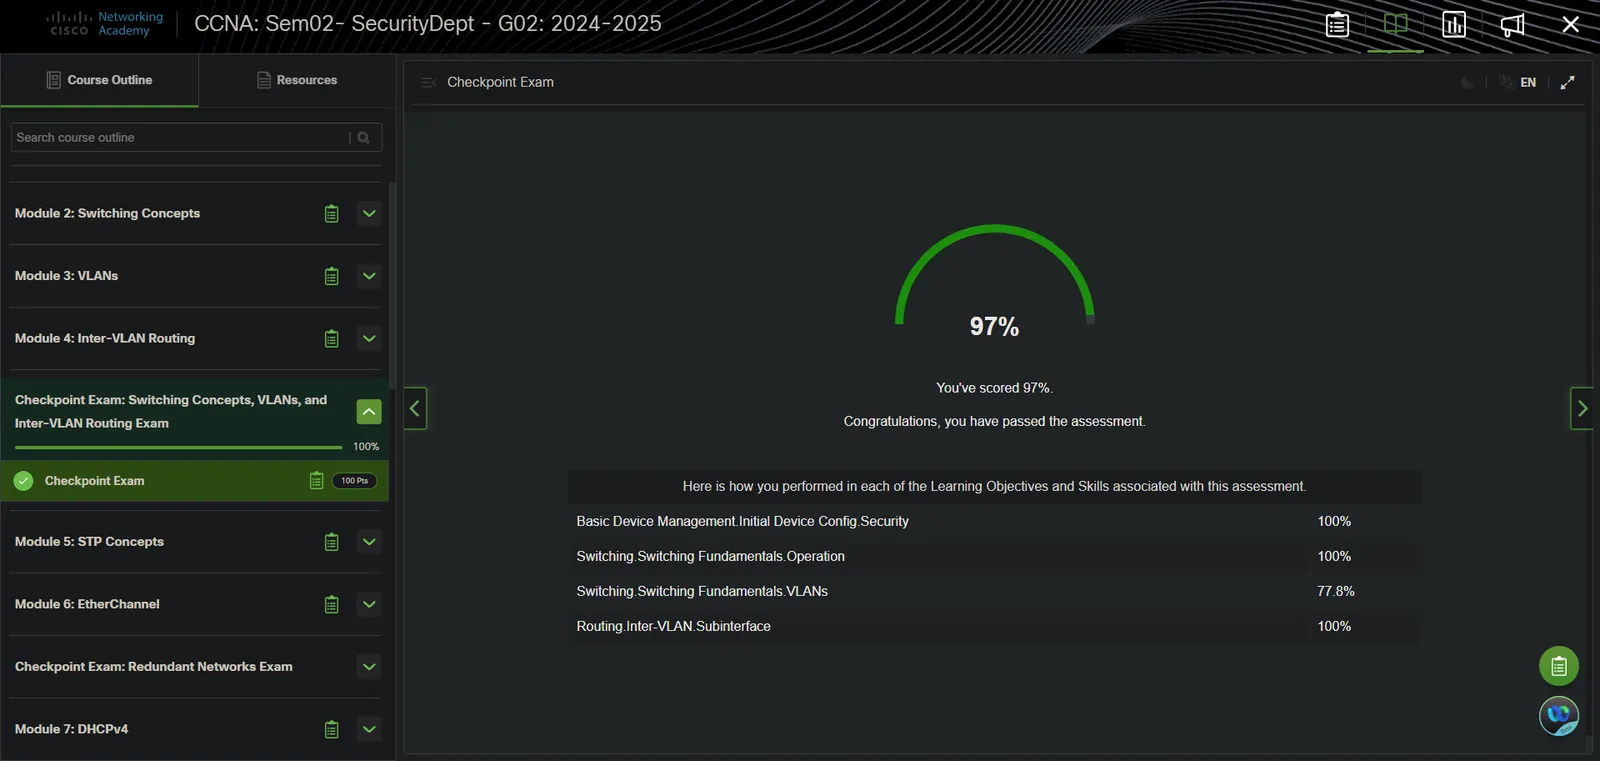 cisco
Networking
Academy
CCNA: Sem02- SecurityDept - G02: 2024-2025
Course Outline
Resources
Search course outline
Module 2: Switching Concepts
Module 3: VLANs
Module 4: Inter-VLAN Routing
Checkpoint Exam: Switching Concepts, VLANs, and
Inter-VLAN Routing Exam
100%
Checkpoint Exam
100 Pts
Module 5: STP Concepts
Module 6: EtherChannel
Checkpoint Exam: Redundant Networks Exam
Module 7: DHCPv4
Checkpoint Exam
EN
97%
You've scored 97%.
Congratulations, you have passed the assessment.
Here is how you performed in each of the Learning Objectives and Skills associated with this assessment.
Basic Device Management.Initial Device Config.Security 100%
Switching.Switching Fundamentals.Operation 100%
Switching.Switching Fundamentals.VLANs 77.8%
Routing.Inter-VLAN.Subinterface 100%